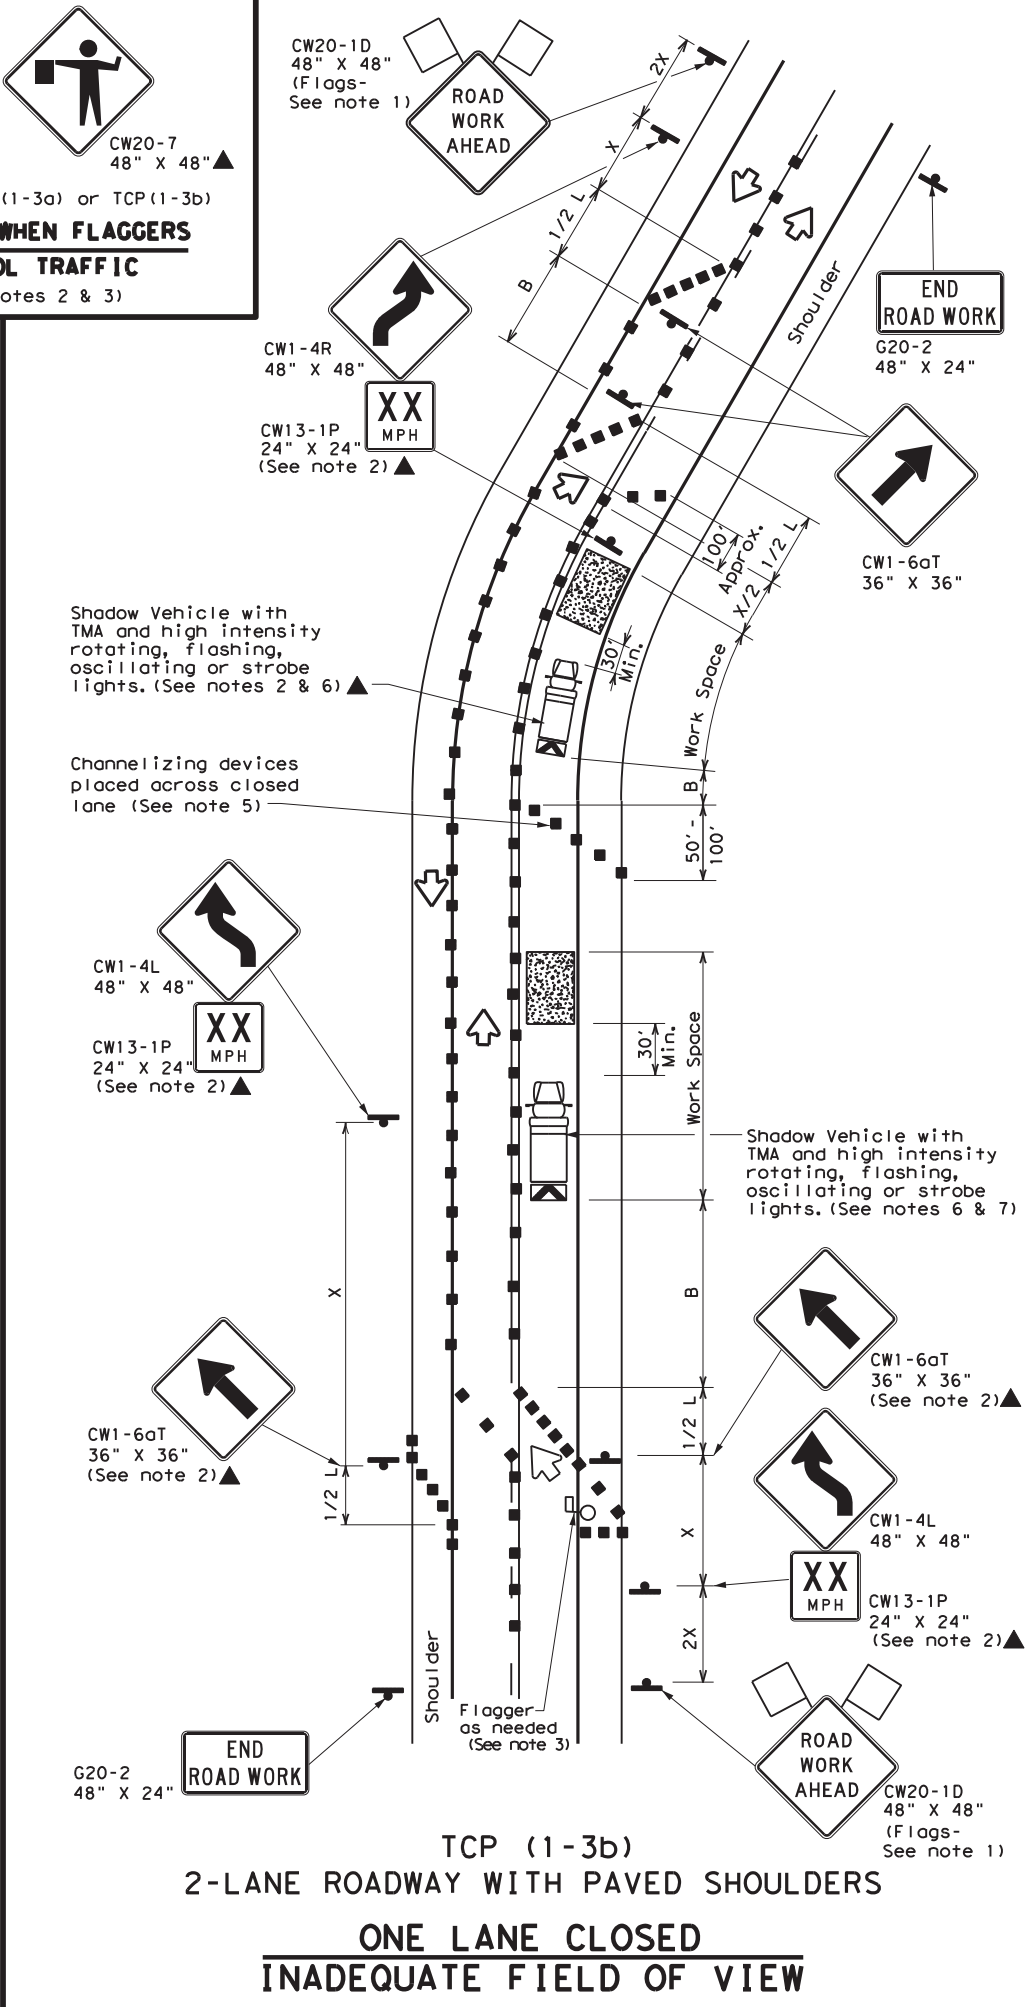 CW20-7
48" X 48"▲
(1-3a) or TCP(1-3b)
WHEN FLAGGERS
OL TRAFFIC
otes 2 & 3)
CW20-1D
48" X 48"
(Flags-
See note 1)
ROAD
WORK
AHEAD
2X
X
1/2 L
B
CW1-4R
48" X 48"
XX
MPH
CW13-1P
24" X 24"
(See note 2)▲
Shoulder
END
ROAD WORK
G20-2
48" X 24"
CW1-6aT
36" X 36"
100'
Approx.
1/2 L
X/2
30'
Min.
Work Space
B
50'-
100'
Shadow Vehicle with
TMA and high intensity
rotating, flashing,
oscillating or strobe
lights. (See notes 2 & 6)▲
Channelizing devices
placed across closed
lane (See note 5)
CW1-4L
48" X 48"
XX
MPH
CW13-1P
24" X 24"
(See note 2)▲
30'
Min.
Work Space
Shadow Vehicle with
TMA and high intensity
rotating, flashing,
oscillating or strobe
lights. (See notes 6 & 7)
X
B
CW1-6aT
36" X 36"
(See note 2)▲
1/2 L
CW1-6aT
36" X 36"
(See note 2)▲
1/2 L
X
CW1-4L
48" X 48"
XX
MPH
CW13-1P
24" X 24"
(See note 2)▲
2X
Shoulder
Flagger
as needed
(See note 3)
END
ROAD WORK
G20-2
48" X 24"
ROAD
WORK
AHEAD
CW20-1D
48" X 48"
(Flags-
See note 1)
TCP (1-3b)
2-LANE ROADWAY WITH PAVED SHOULDERS
ONE LANE CLOSED
INADEQUATE FIELD OF VIEW